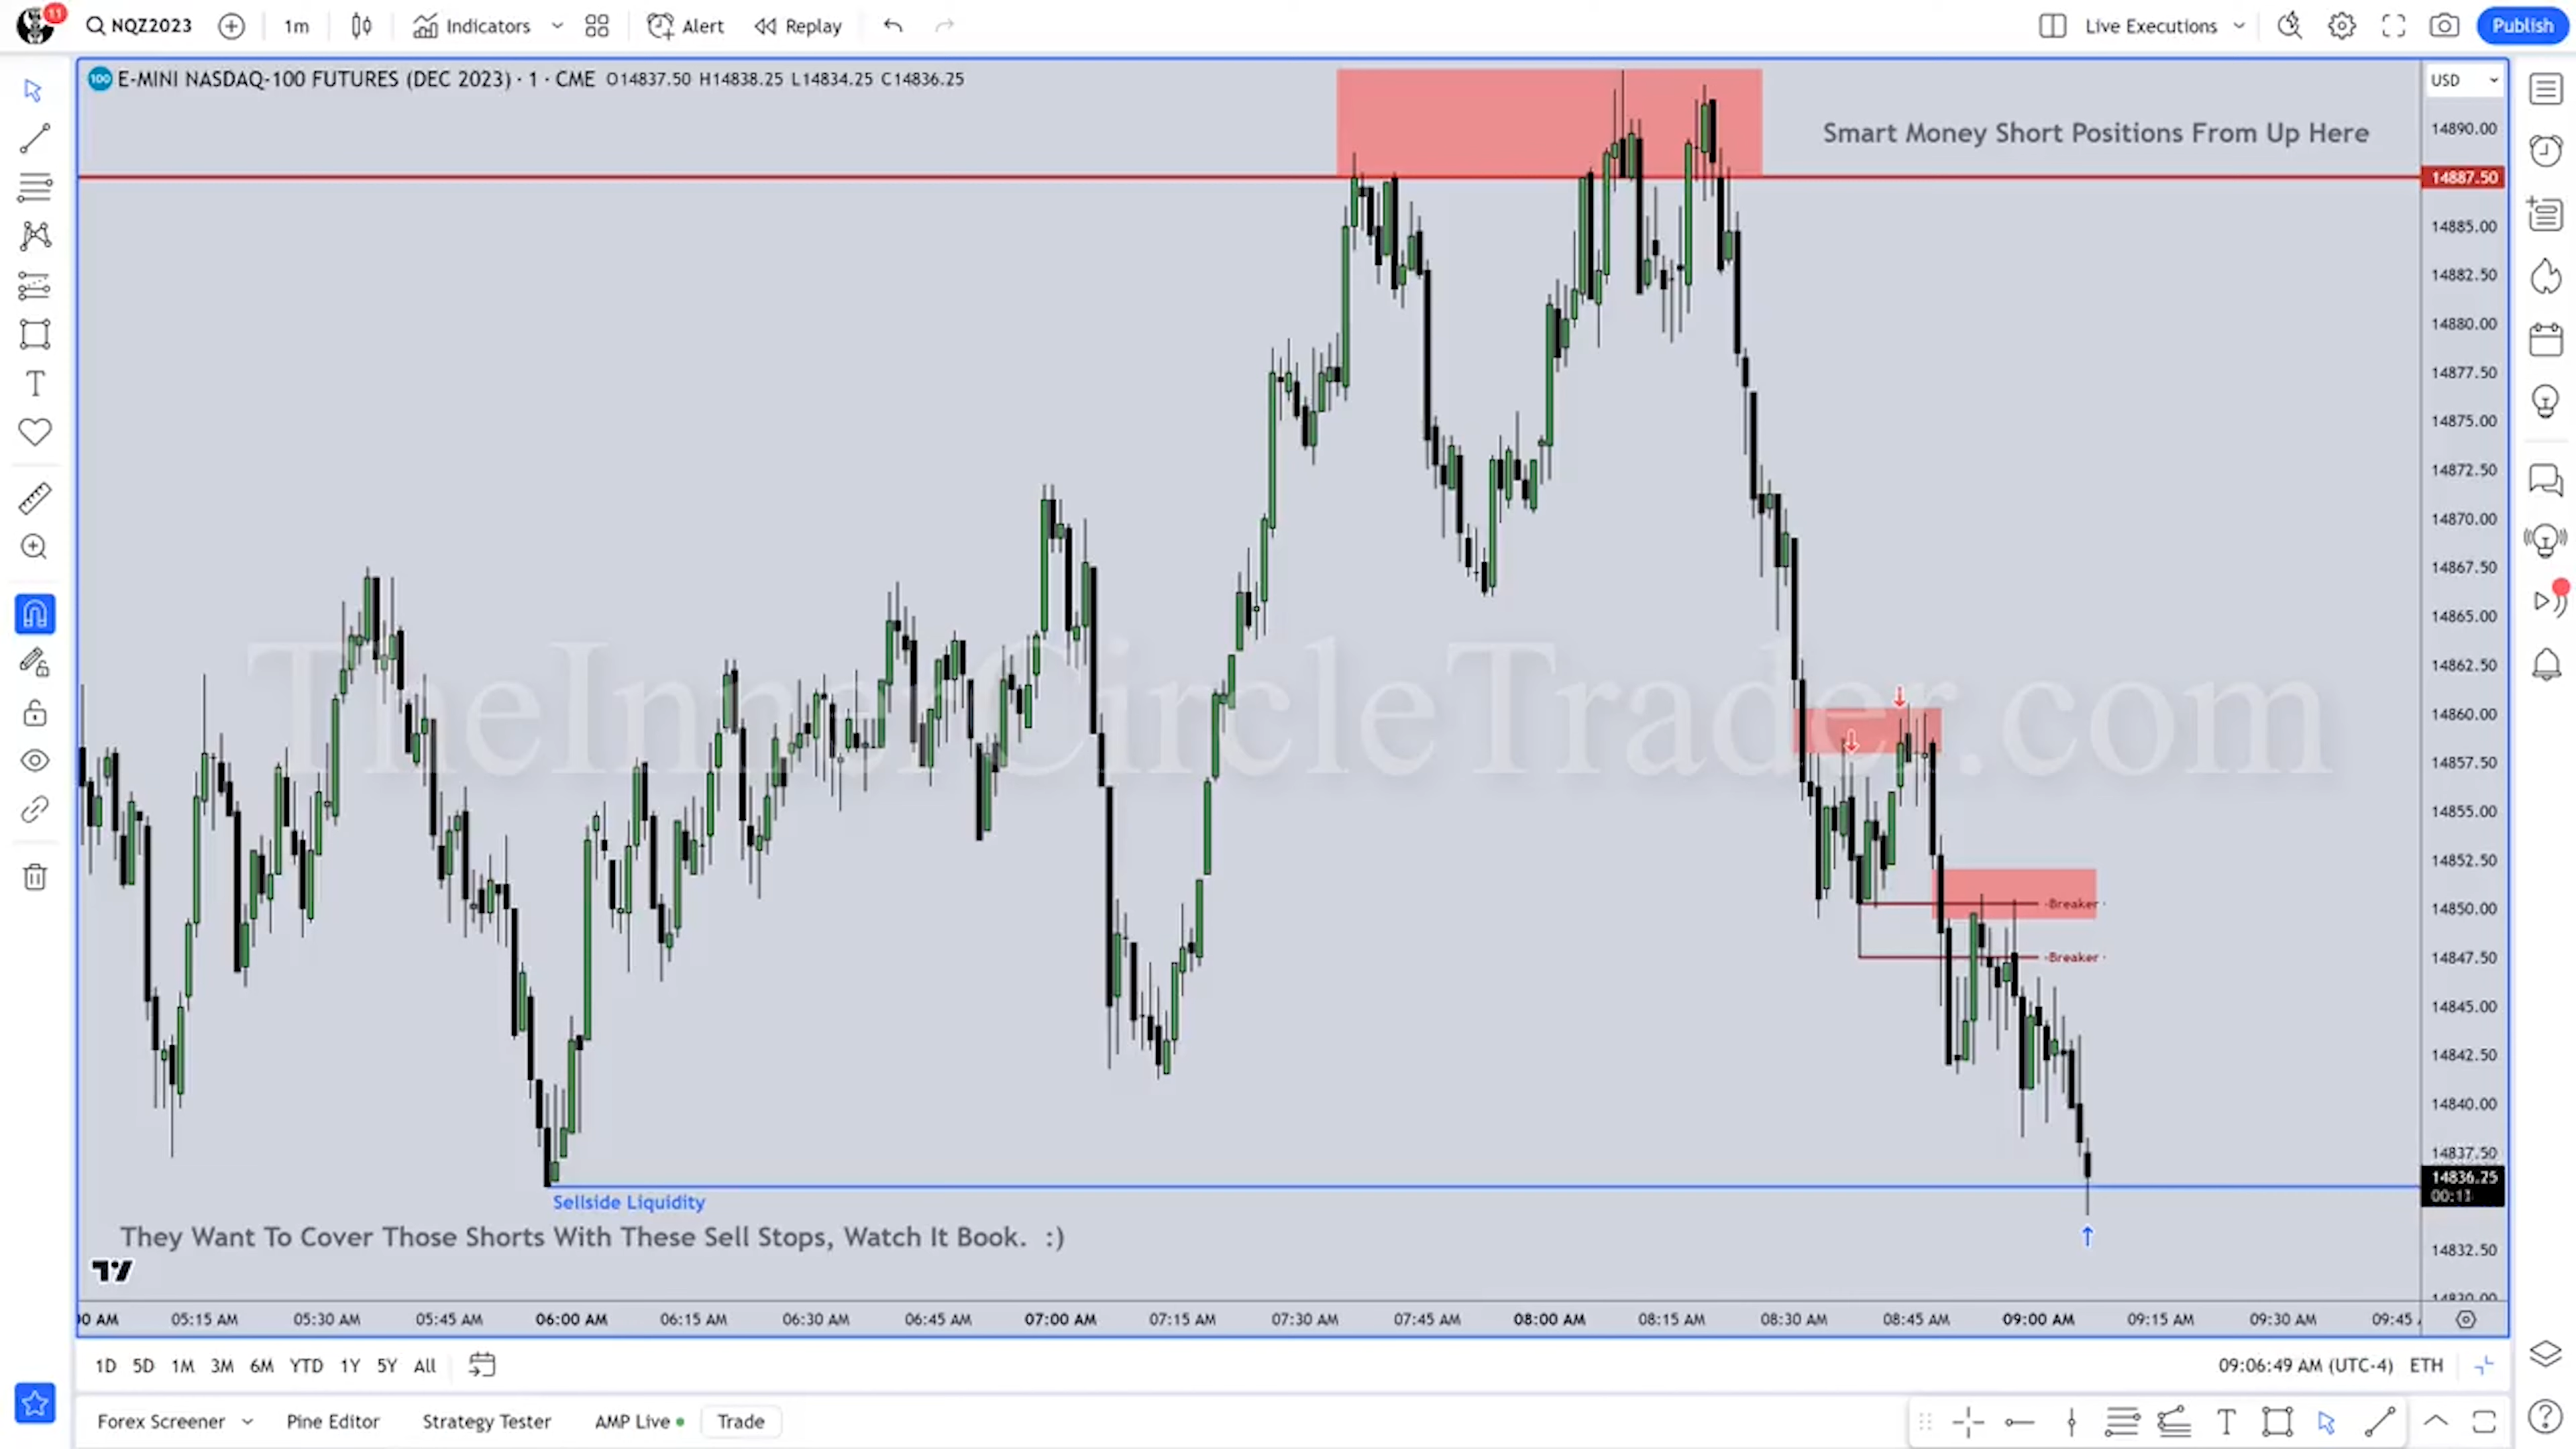 11
NQZ2023
1m
Indicators
Alert
Replay
Live Executions
Publish
100 E-MINI NASDAQ-100 FUTURES (DEC 2023) · 1 · CME O14837.50 H14838.25 L14834.25 C14836.25
USD
Smart Money Short Positions From Up Here
14890.00
14887.50
14885.00
14882.50
14880.00
14877.50
14875.00
14872.50
14870.00
14867.50
14865.00
14862.50
14860.00
14857.50
14855.00
14852.50
14850.00
14847.50
14845.00
14842.50
14840.00
14837.50
14836.25
14832.50
14830.00
TheInnerCircleTrader.com
-Breaker-
-Breaker-
Sellside Liquidity
They Want To Cover Those Shorts With These Sell Stops, Watch It Book. :)
00 AM 05:15 AM 05:30 AM 05:45 AM 06:00 AM 06:15 AM 06:30 AM 06:45 AM 07:00 AM 07:15 AM 07:30 AM 07:45 AM 08:00 AM 08:15 AM 08:30 AM 08:45 AM 09:00 AM 09:15 AM 09:30 AM 09:45
1D 5D 1M 3M 6M YTD 1Y 5Y All
09:06:49 AM (UTC-4) ETH
Forex Screener Pine Editor Strategy Tester AMP Live Trade